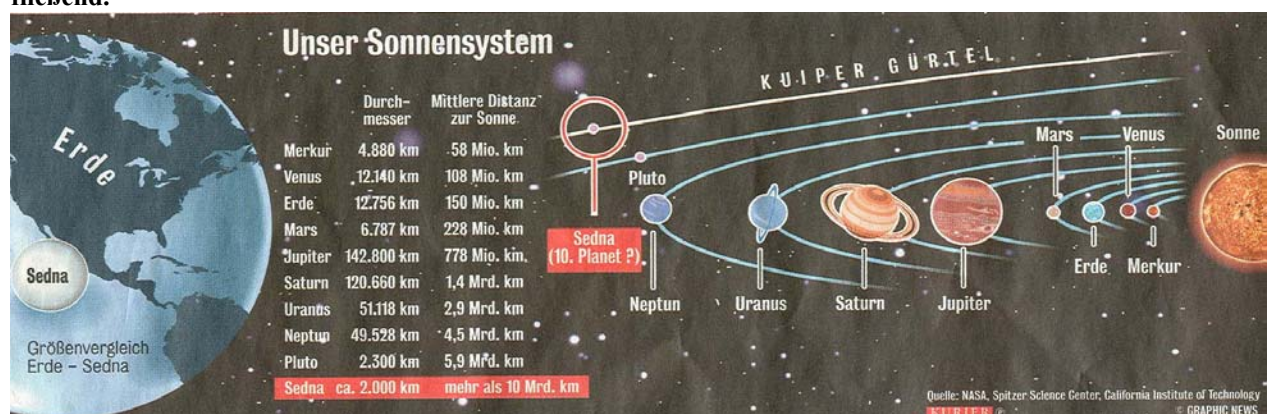 fließend.
Unser Sonnensystem
Durch-
messer
Mittlere Distanz
zur Sonne
Merkur 4.880 km 58 Mio. km
Venus 12.140 km 108 Mio. km
Erde 12.756 km 150 Mio. km
Mars 6.787 km 228 Mio. km
Jupiter 142.800 km 778 Mio. km
Saturn 120.660 km 1,4 Mrd. km
Uranus 51.118 km 2,9 Mrd. km
Neptun 49.528 km 4,5 Mrd. km
Pluto 2.300 km 5,9 Mrd. km
Sedna ca. 2.000 km mehr als 10 Mrd. km
Erde
Sedna
Größenvergleich
Erde – Sedna
KUIPER GÜRTEL
Pluto
Sedna
(10. Planet ?)
Neptun
Uranus
Saturn
Jupiter
Mars
Venus
Sonne
Erde
Merkur
Quelle: NASA, Spitzer Science Center, California Institute of Technology
KURIER © GRAPHIC NEWS